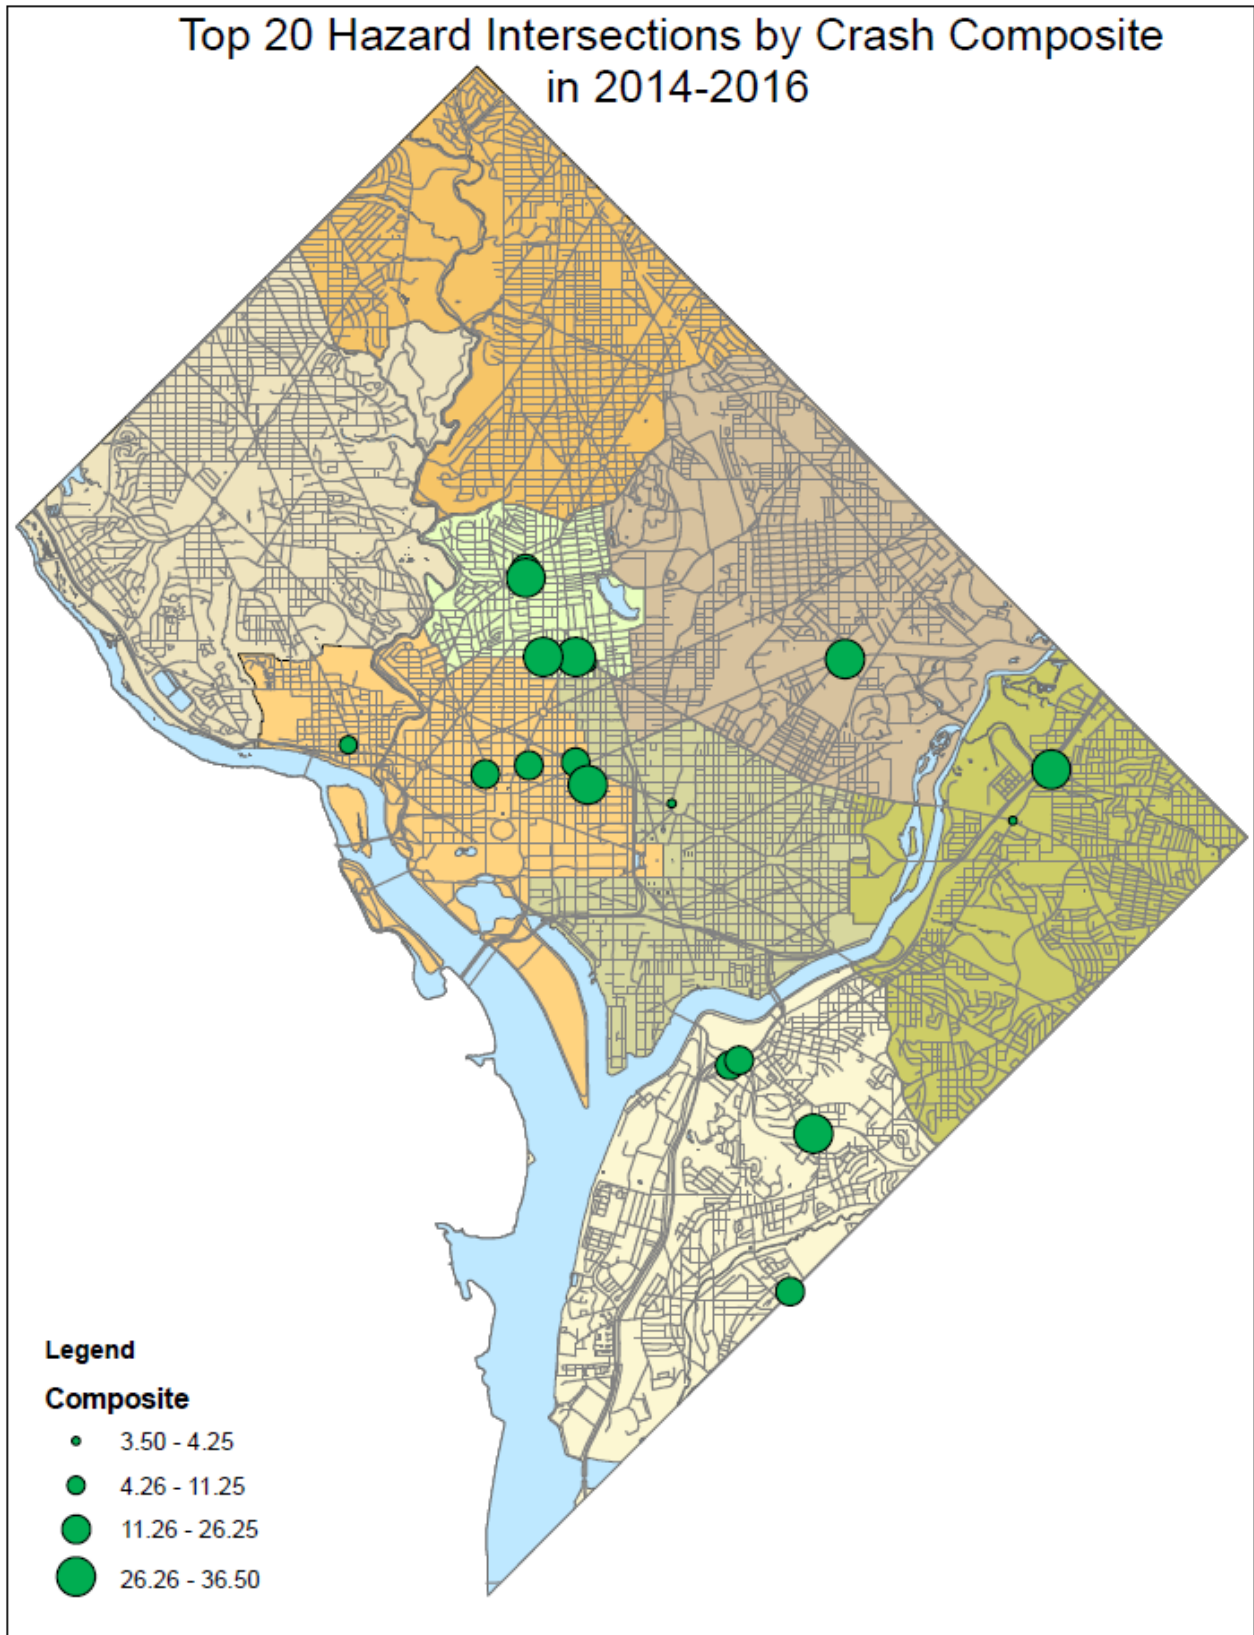 Top 20 Hazard Intersections by Crash Composite
in 2014-2016
Legend
Composite
3.50 - 4.25
4.26 - 11.25
11.26 - 26.25
26.26 - 36.50